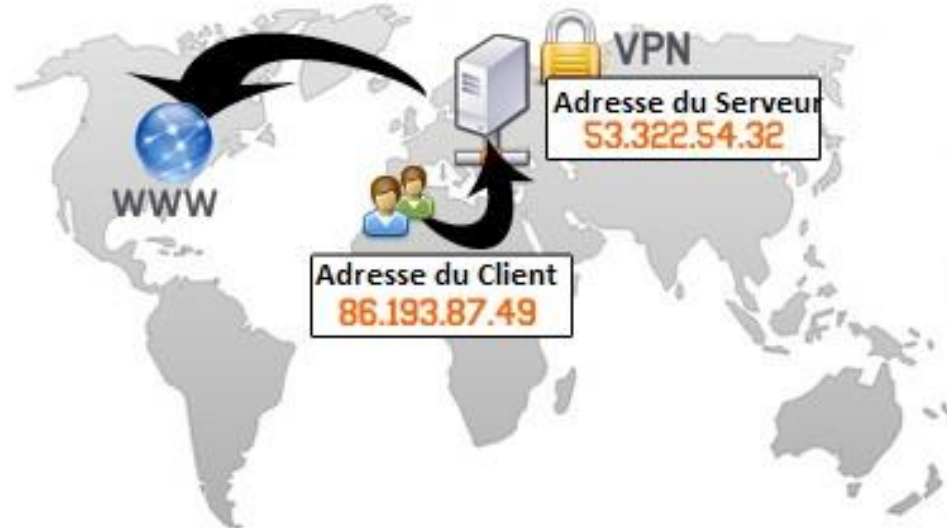 VPN
Adresse du Serveur
53.322.54.32
WWW
Adresse du Client
86.193.87.49